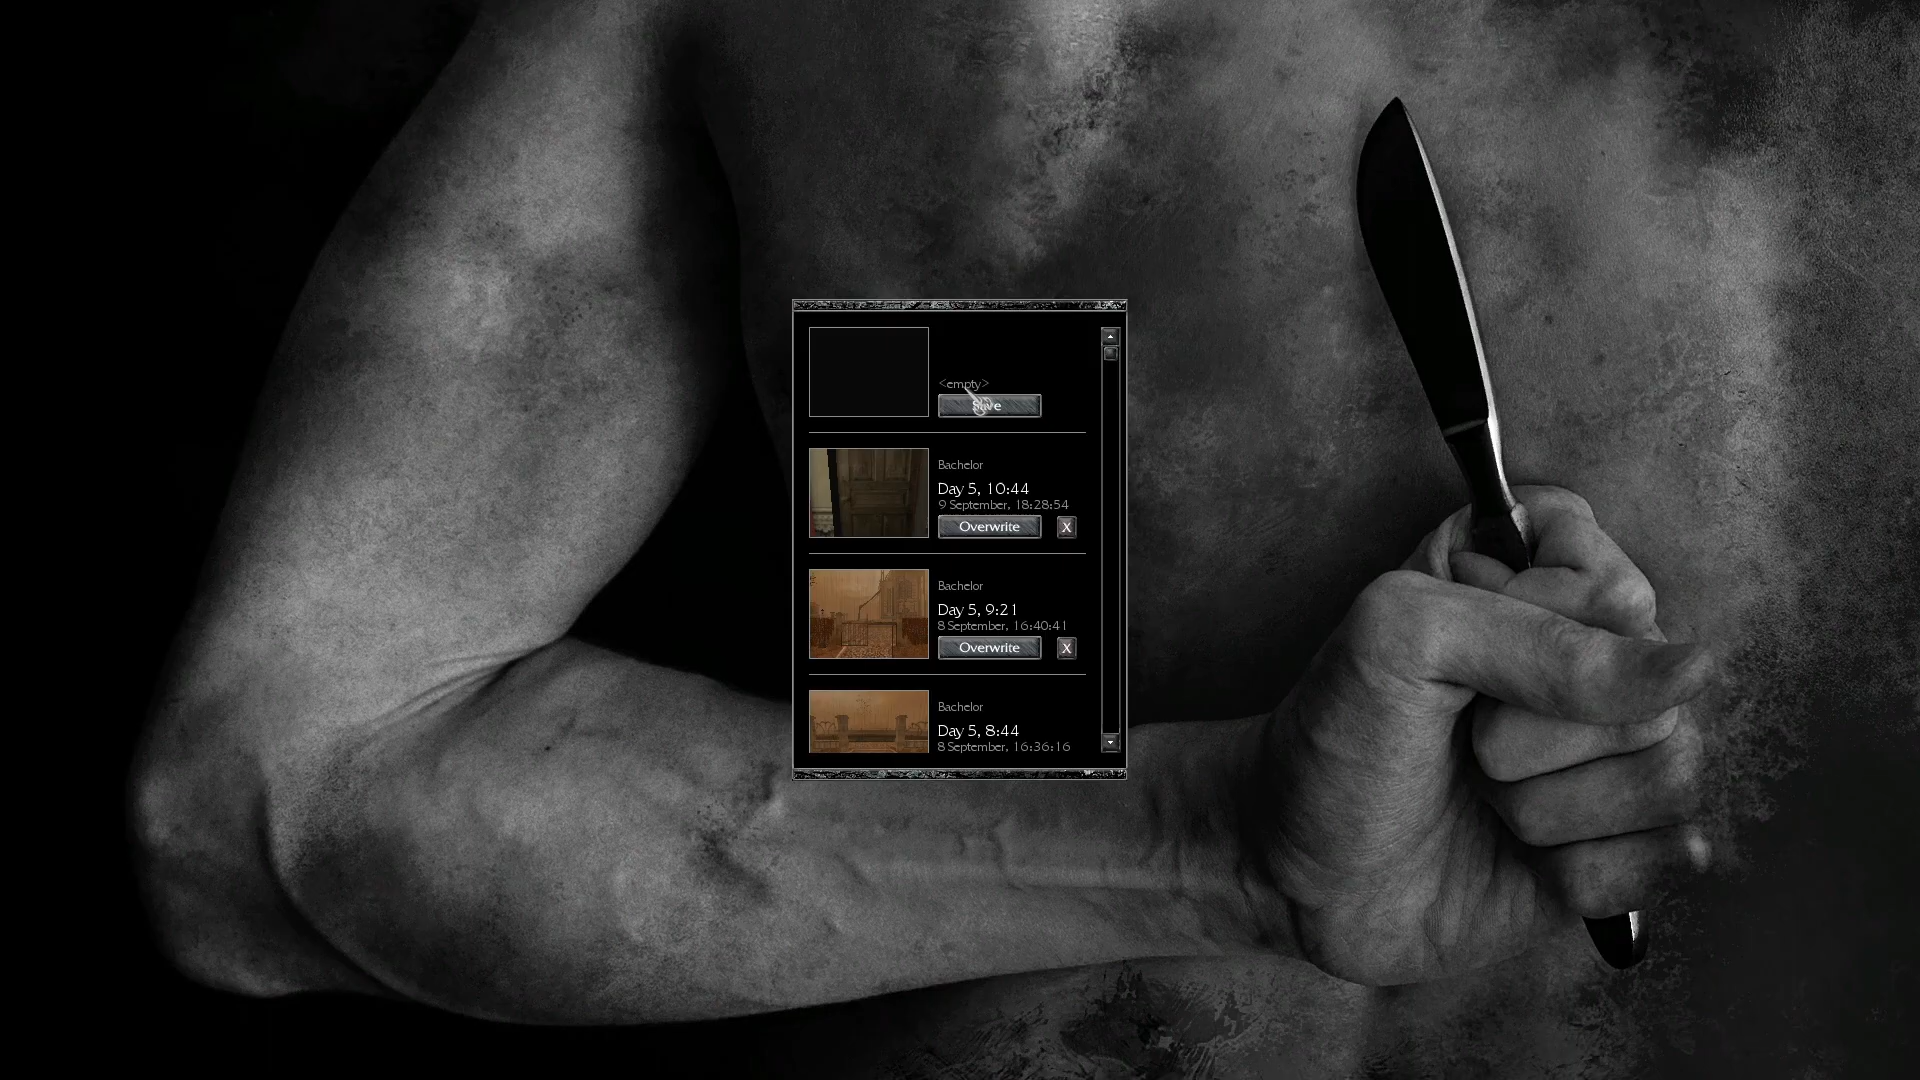 <empty>
Save
Bachelor
Day 5, 10:44
9 September, 18:28:54
Overwrite
X
Bachelor
Day 5, 9:21
8 September, 16:40:41
Overwrite
X
Bachelor
Day 5, 8:44
8 September, 16:36:16